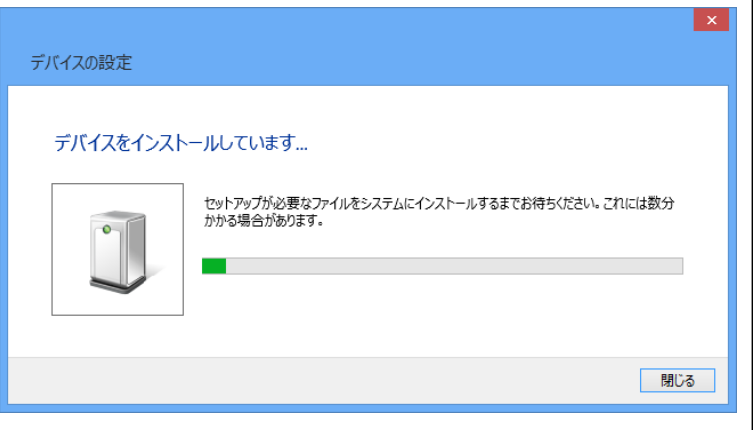 デバイスの設定
デバイスをインストールしています...
セットアップが必要なファイルをシステムにインストールするまでお待ちください。これには数分
かかる場合があります。
閉じる